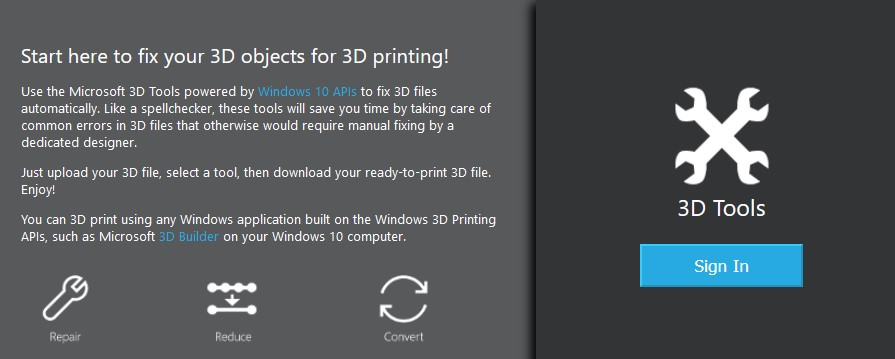 Start here to fix your 3D objects for 3D printing!
Use the Microsoft 3D Tools powered by Windows 10 APIs to fix 3D files
automatically. Like a spellchecker, these tools will save you time by taking care of
common errors in 3D files that otherwise would require manual fixing by a
dedicated designer.
Just upload your 3D file, select a tool, then download your ready-to-print 3D file.
Enjoy!
You can 3D print using any Windows application built on the Windows 3D Printing
APIs, such as Microsoft 3D Builder on your Windows 10 computer.
Repair
Reduce
Convert
3D Tools
Sign In